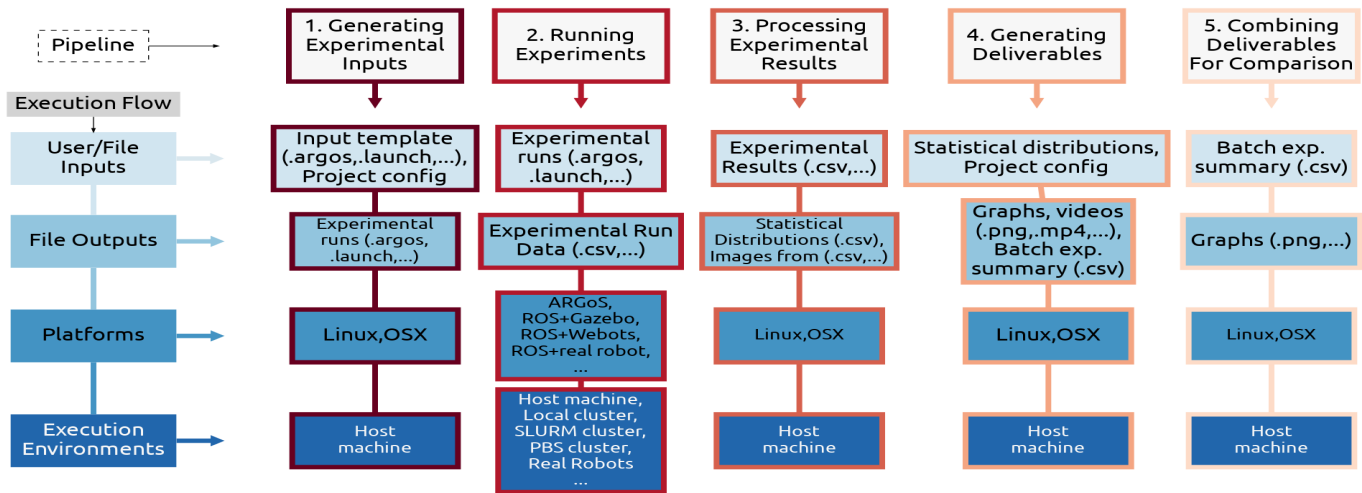 Pipeline
1. Generating
Experimental
Inputs
2. Running
Experiments
3. Processing
Experimental
Results
4. Generating
Deliverables
5. Combining
Deliverables
For Comparison
Execution Flow
User/File
Inputs
Input template
(.argos,.launch,...),
Project config
Experimental
runs (.argos,
.launch,...)
Experimental
Results (.csv,...)
Statistical distributions,
Project config
Batch exp.
summary (.csv)
File Outputs
Experimental
runs (.argos,
.launch,...)
Experimental Run
Data (.csv,...)
Statistical
Distributions (.csv),
Images from (.csv,...)
Graphs, videos
(.png,.mp4,...),
Batch exp.
summary (.csv)
Graphs (.png,...)
Platforms
Linux,OSX
ARGoS,
ROS+Gazebo,
ROS+Webots,
ROS+real robot,
...
Linux,OSX
Linux,OSX
Linux,OSX
Execution
Environments
Host
machine
Host machine,
Local cluster,
SLURM cluster,
PBS cluster,
Real Robots
...
Host
machine
Host
machine
Host
machine